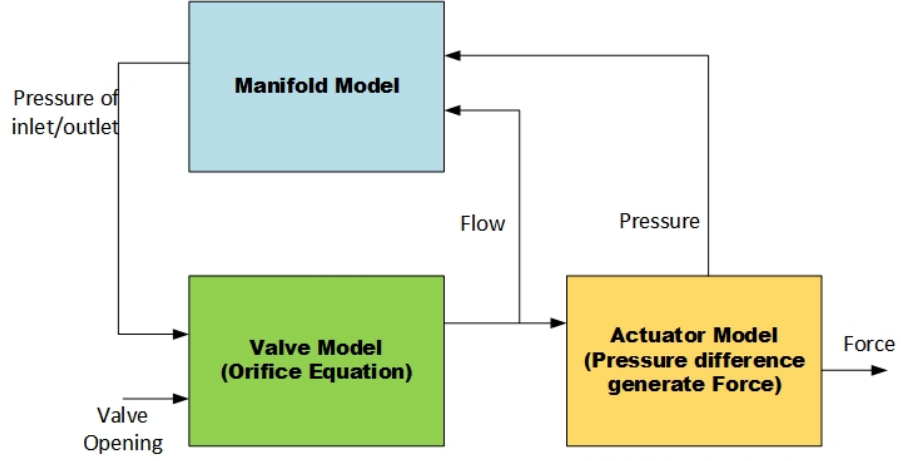 Manifold Model
Pressure of
inlet/outlet
Flow
Pressure
Valve Model
(Orifice Equation)
Actuator Model
(Pressure difference
generate Force)
Force
Valve
Opening